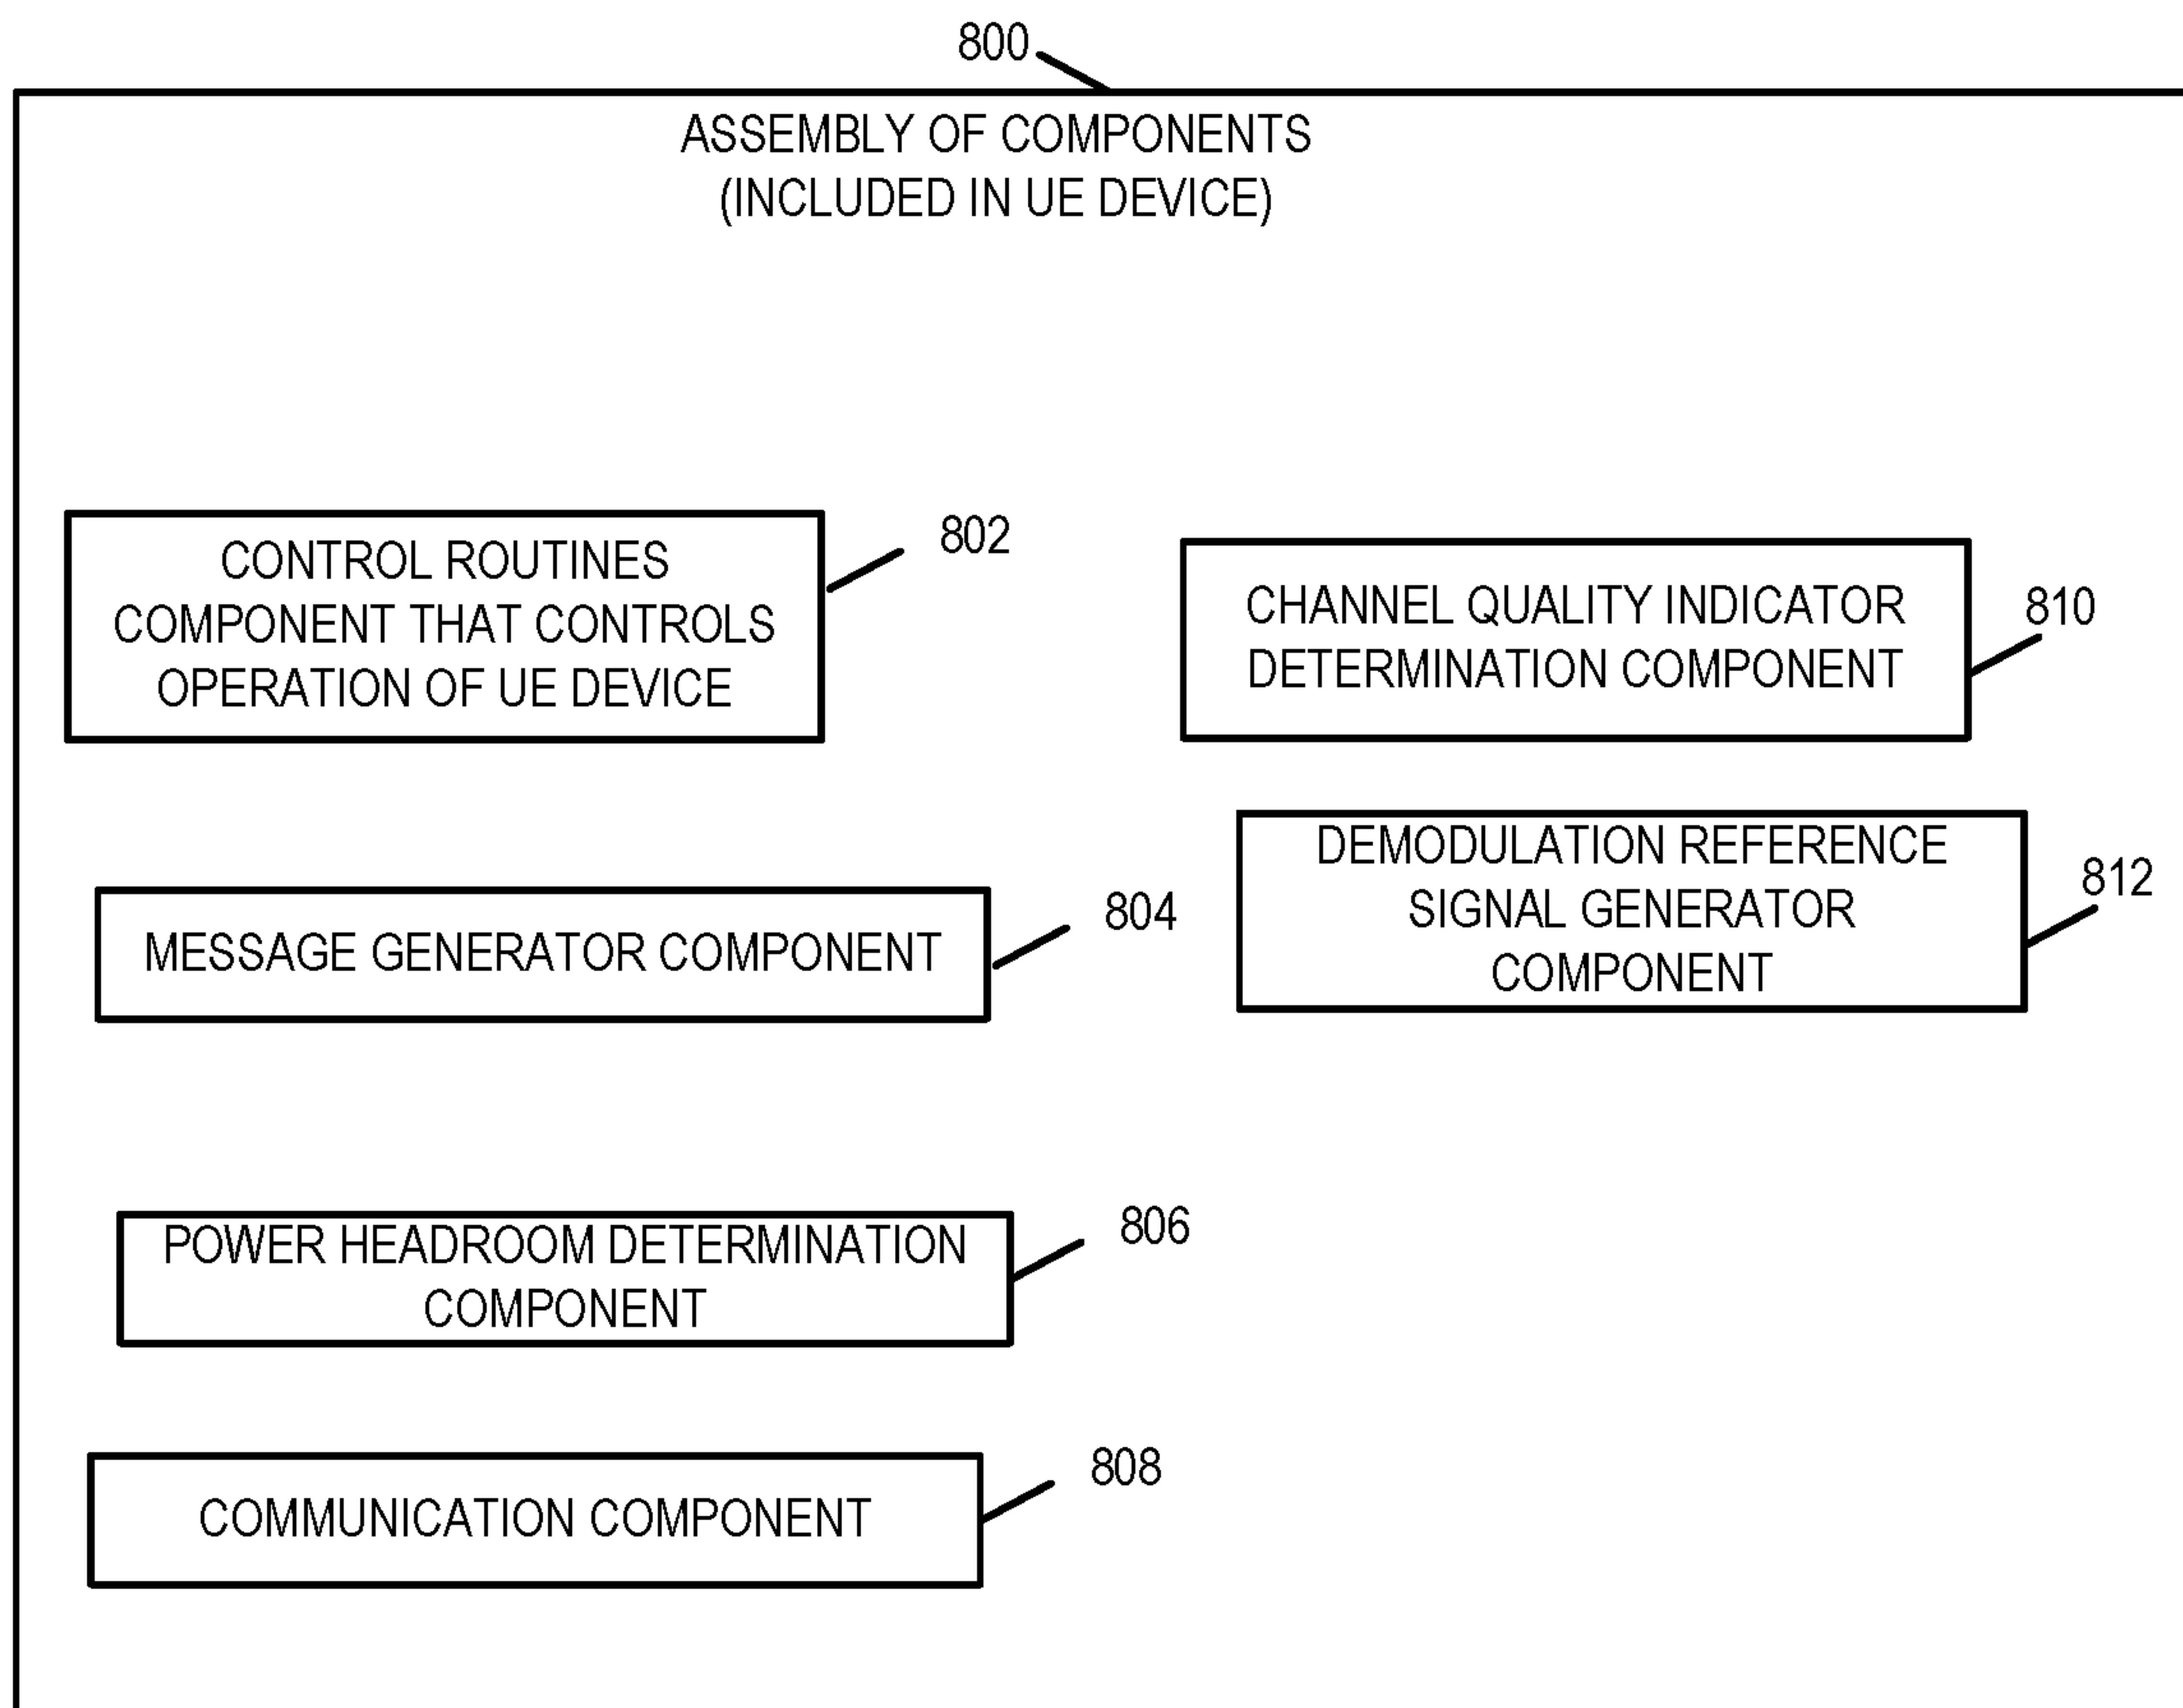 800
ASSEMBLY OF COMPONENTS
(INCLUDED IN UE DEVICE)
CONTROL ROUTINES
COMPONENT THAT CONTROLS
OPERATION OF UE DEVICE
802
MESSAGE GENERATOR COMPONENT
804
POWER HEADROOM DETERMINATION
COMPONENT
806
COMMUNICATION COMPONENT
808
CHANNEL QUALITY INDICATOR
DETERMINATION COMPONENT
810
DEMODULATION REFERENCE
SIGNAL GENERATOR
COMPONENT
812